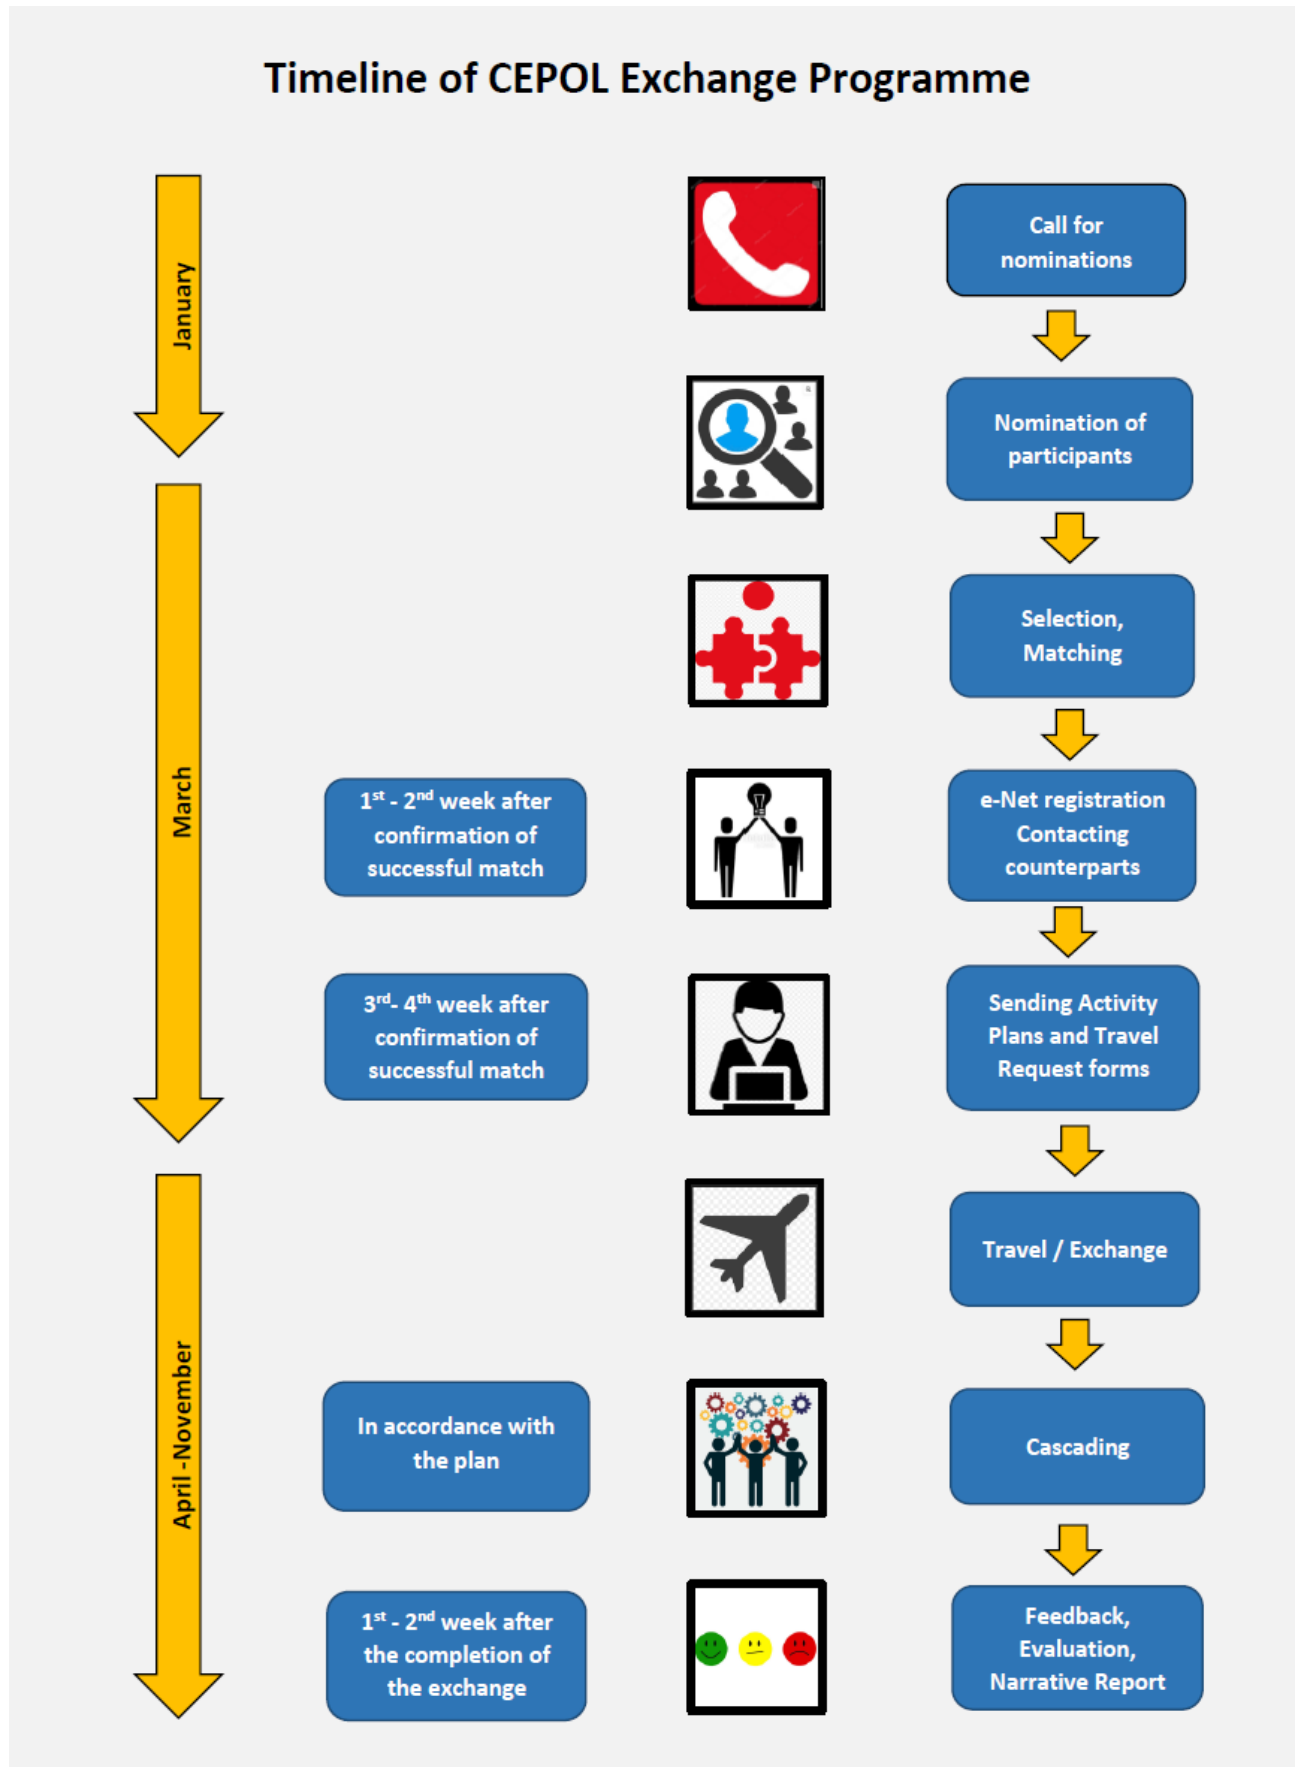 Timeline of CEPOL Exchange Programme
January
Call for
nominations
Nomination of
participants
March
Selection,
Matching
1st - 2nd week after
confirmation of
successful match
e-Net registration
Contacting
counterparts
3rd- 4th week after
confirmation of
successful match
Sending Activity
Plans and Travel
Request forms
April -November
Travel / Exchange
In accordance with
the plan
Cascading
1st - 2nd week after
the completion of
the exchange
Feedback,
Evaluation,
Narrative Report